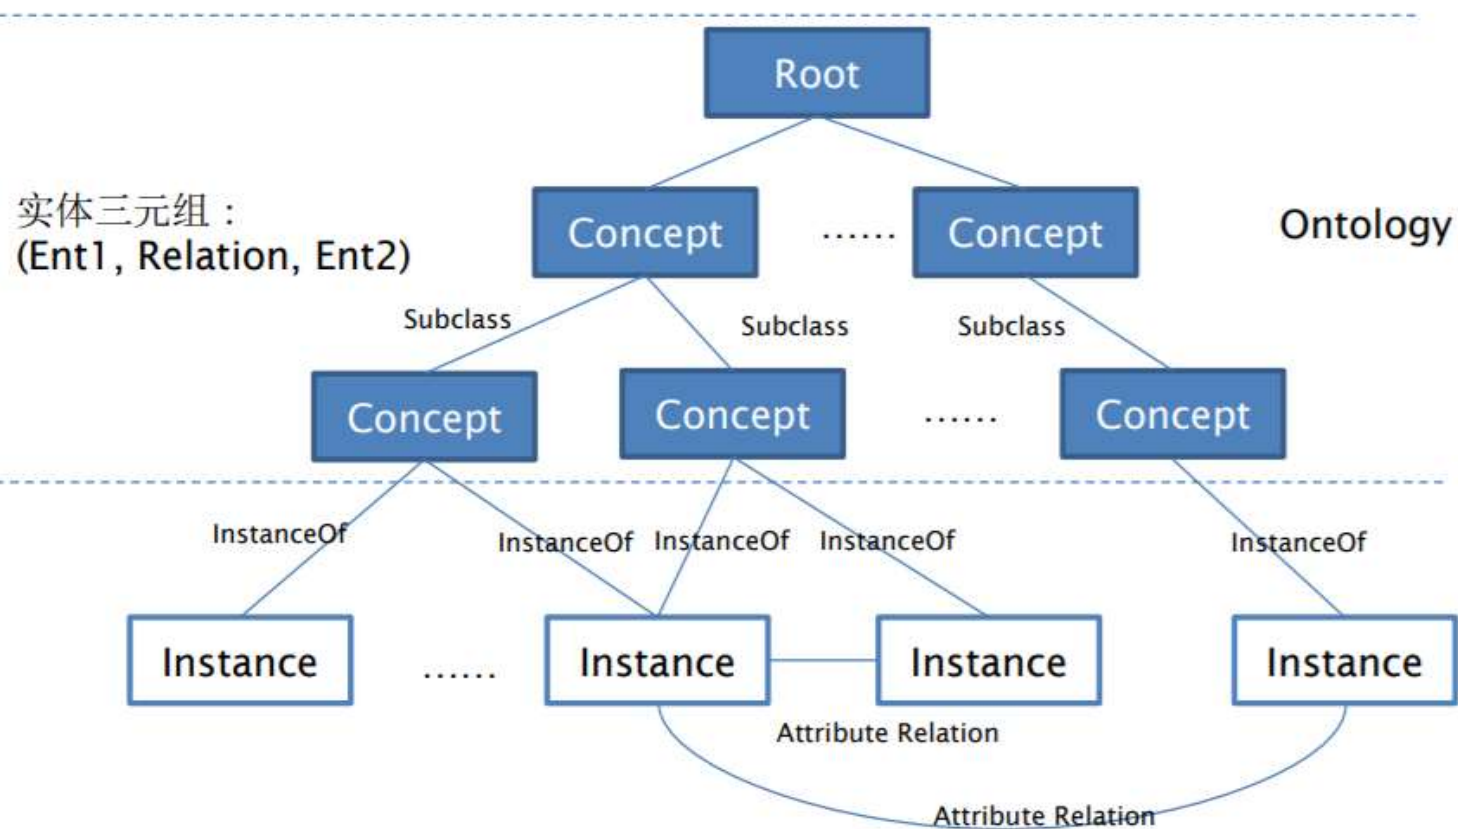 Root
实体三元组：
(Ent1, Relation, Ent2)
Concept
……
Concept
Ontology
Subclass
Subclass
Subclass
Concept
Concept
……
Concept
InstanceOf
InstanceOf
InstanceOf
InstanceOf
InstanceOf
Instance
……
Instance
Instance
Instance
Attribute Relation
Attribute Relation